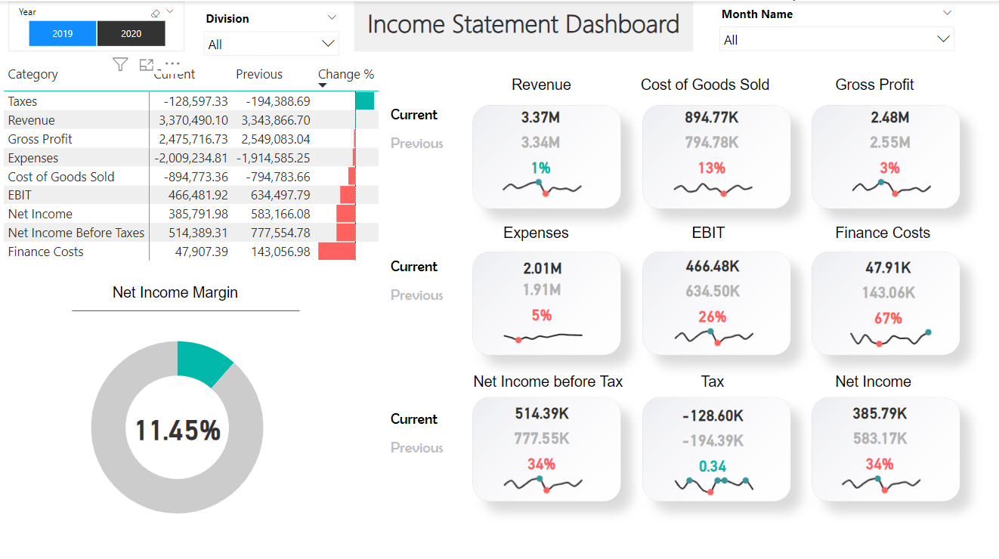 Year
2019 2020
Division
All
Income Statement Dashboard
Month Name
All
Category Current Previous Change %
Taxes -128,597.33 -194,388.69
Revenue 3,370,490.10 3,343,866.70
Gross Profit 2,475,716.73 2,549,083.04
Expenses -2,009,234.81 -1,914,585.25
Cost of Goods Sold -894,773.36 -794,783.66
EBIT 466,481.92 634,497.79
Net Income 385,791.98 583,166.08
Net Income Before Taxes 514,389.31 777,554.78
Finance Costs 47,907.39 143,056.98
Net Income Margin
11.45%
Revenue Cost of Goods Sold Gross Profit
Current 3.37M 894.77K 2.48M
Previous 3.34M 794.78K 2.55M
1% 13% 3%
Expenses EBIT Finance Costs
Current 2.01M 466.48K 47.91K
Previous 1.91M 634.50K 143.06K
5% 26% 67%
Net Income before Tax Tax Net Income
Current 514.39K -128.60K 385.79K
Previous 777.55K -194.39K 583.17K
34% 0.34 34%